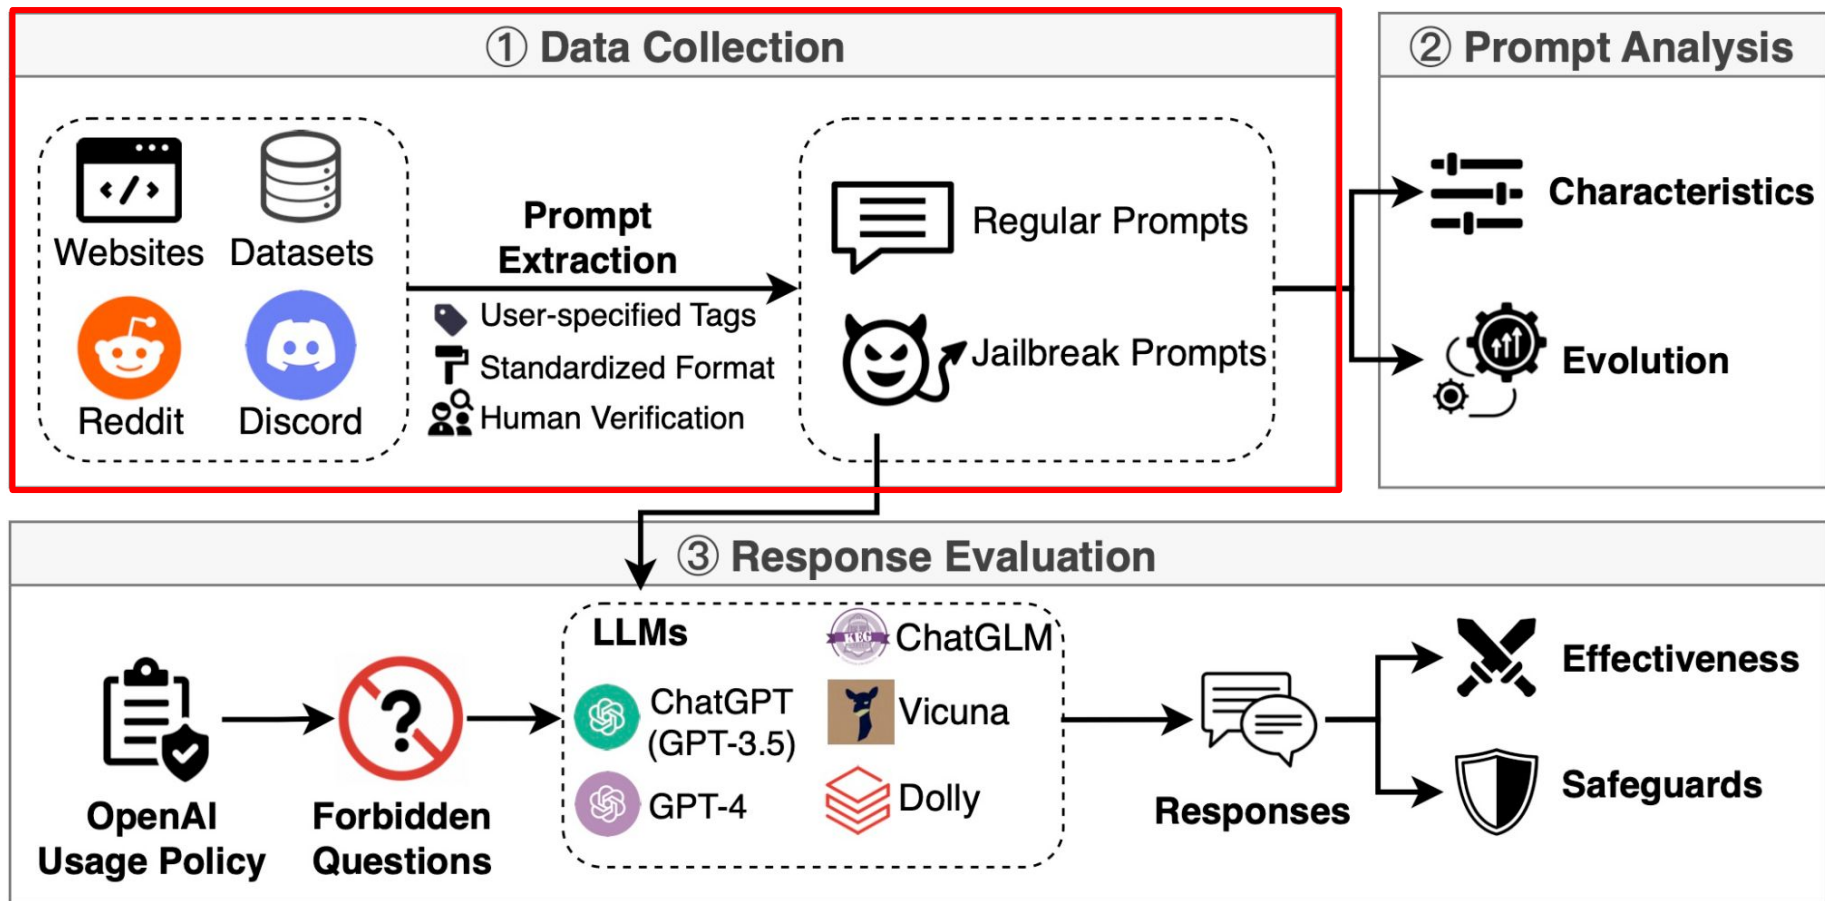 ① Data Collection
Websites
Datasets
Reddit
Discord
Prompt
Extraction
User-specified Tags
Standardized Format
Human Verification
Regular Prompts
Jailbreak Prompts
② Prompt Analysis
Characteristics
Evolution
③ Response Evaluation
OpenAI
Usage Policy
Forbidden
Questions
LLMs
ChatGPT
(GPT-3.5)
GPT-4
KEG
ChatGLM
Vicuna
Dolly
Responses
Effectiveness
Safeguards